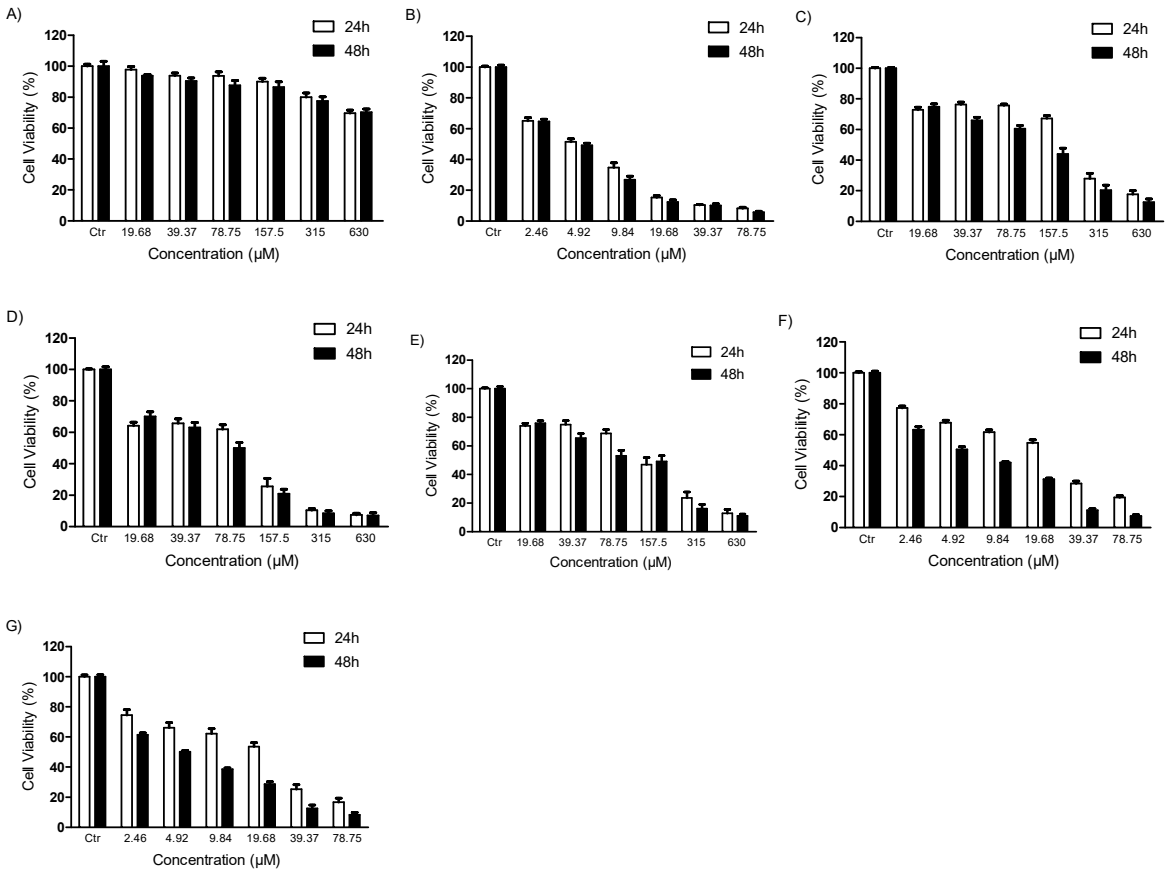 A)
24h
48h
120
100
80
60
40
20
0
Cell Viability (%)
Ctr 19.68 39.37 78.75 157.5 315 630
Concentration (µM)
B)
24h
48h
120
100
80
60
40
20
0
Cell Viability (%)
Ctr 2.46 4.92 9.84 19.68 39.37 78.75
Concentration (µM)
C)
24h
48h
120
100
80
60
40
20
0
Cell Viability (%)
Ctr 19.68 39.37 78.75 157.5 315 630
Concentration (µM)
D)
24h
48h
120
100
80
60
40
20
0
Cell Viability (%)
Ctr 19.68 39.37 78.75 157.5 315 630
Concentration (µM)
E)
24h
48h
120
100
80
60
40
20
0
Cell Viability (%)
Ctr 19.68 39.37 78.75 157.5 315 630
Concentration (µM)
F)
24h
48h
120
100
80
60
40
20
0
Cell Viability (%)
Ctr 2.46 4.92 9.84 19.68 39.37 78.75
Concentration (µM)
G)
24h
48h
120
100
80
60
40
20
0
Cell Viability (%)
Ctr 2.46 4.92 9.84 19.68 39.37 78.75
Concentration (µM)